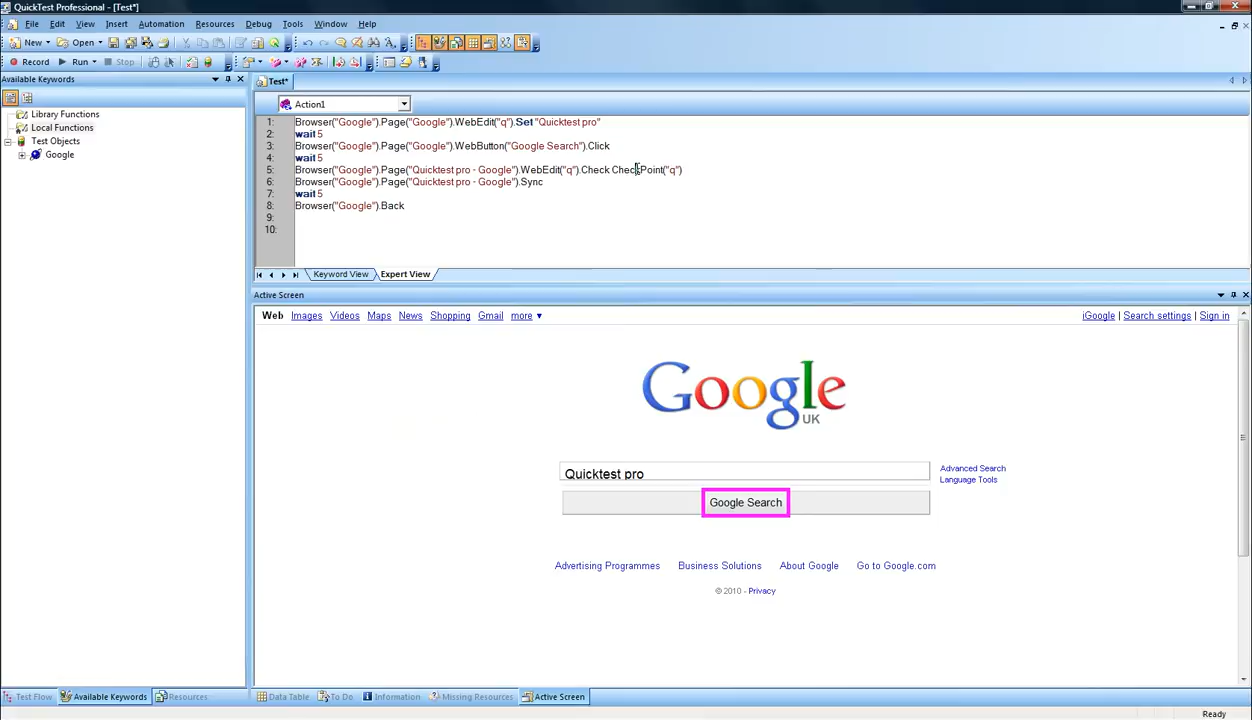 QuickTest Professional - [Test*]
File Edit View Insert Automation Resources Debug Tools Window Help
New Open
Record Run Stop
Available Keywords
Test*
Action1
Library Functions
Local Functions
Test Objects
Google
1: Browser("Google").Page("Google").WebEdit("q").Set "Quicktest pro"
2: wait 5
3: Browser("Google").Page("Google").WebButton("Google Search").Click
4: wait 5
5: Browser("Google").Page("Quicktest pro - Google").WebEdit("q").Check CheckPoint("q")
6: Browser("Google").Page("Quicktest pro - Google").Sync
7: wait 5
8: Browser("Google").Back
9:
10:
Keyword View Expert View
Active Screen
Web Images Videos Maps News Shopping Gmail more ▼
iGoogle | Search settings | Sign in
Google
UK
Quicktest pro
Advanced Search
Language Tools
Google Search
Advertising Programmes Business Solutions About Google Go to Google.com
© 2010 - Privacy
Test Flow Available Keywords Resources
Data Table To Do Information Missing Resources Active Screen
Ready